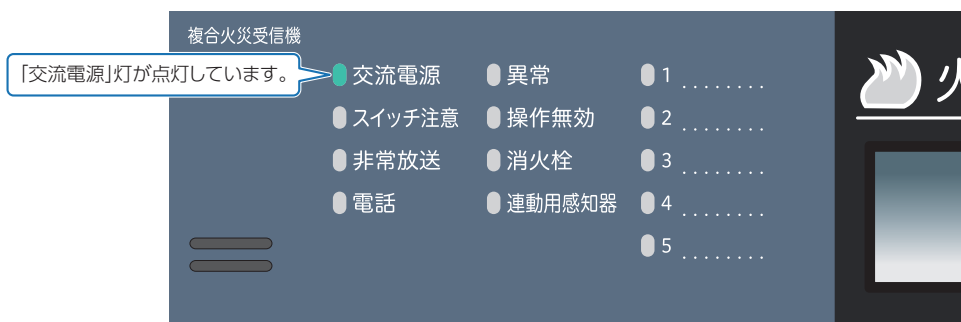 複合火災受信機
「交流電源」灯が点灯しています。
交流電源
異常
1 ........
スイッチ注意
操作無効
2 ........
非常放送
消火栓
3 ........
電話
連動用感知器
4 ........
5 ........
火